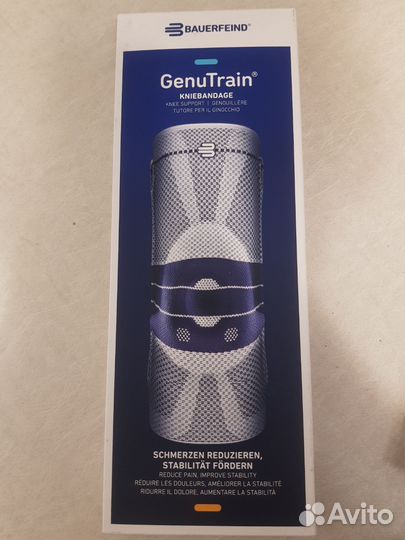 BAUERFEIND®
GenuTrain®
KNIEBANDAGE
KNEE SUPPORT | GENOUILLÈRE
TUTORE PER IL GINOCCHIO
SCHMERZEN REDUZIEREN,
STABILITÄT FÖRDERN
REDUCE PAIN, IMPROVE STABILITY
RÉDUIRE LES DOULEURS, AMÉLIORER LA STABILITÉ
RIDURRE IL DOLORE, AUMENTARE LA STABILITÀ
Avito